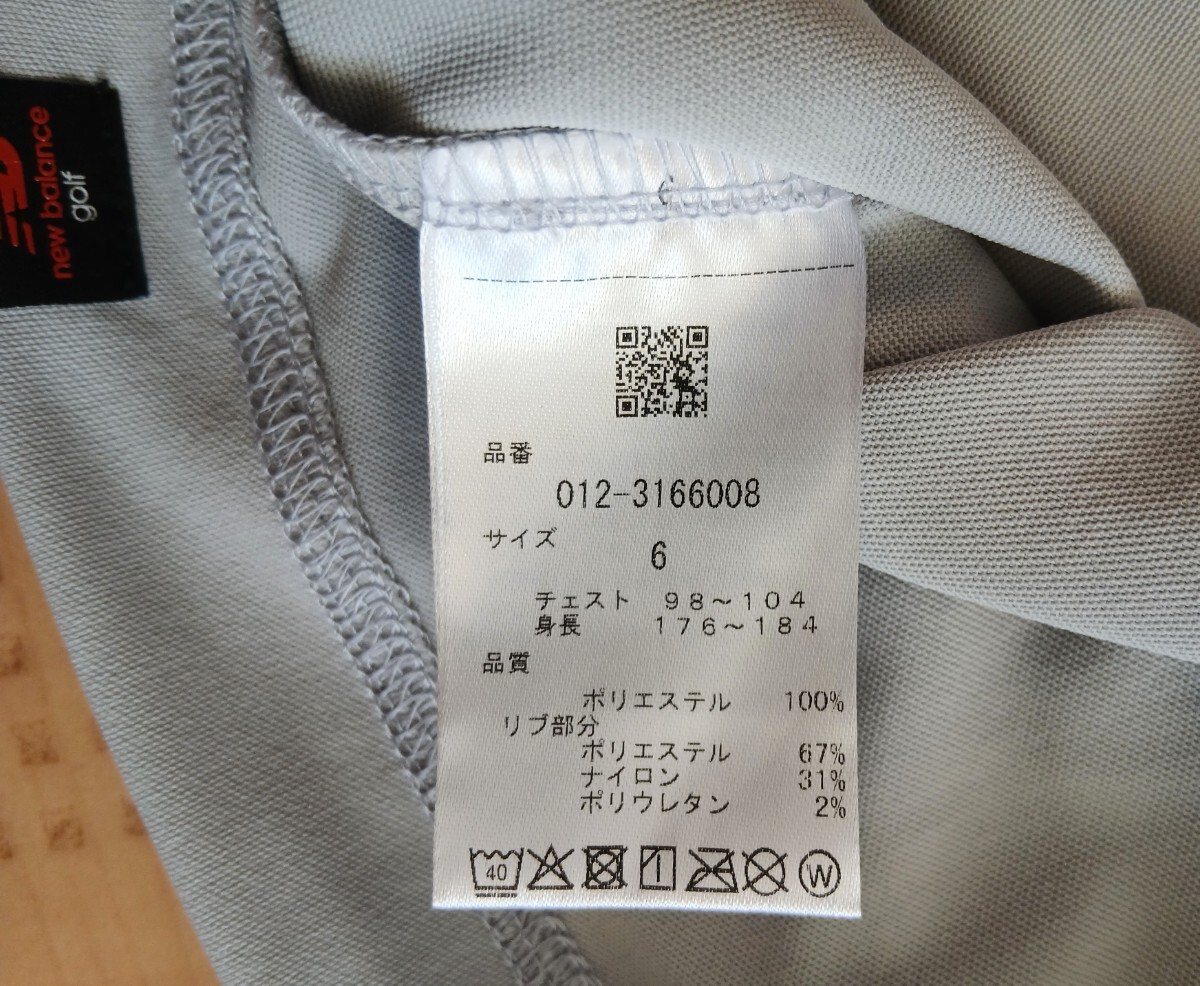 new balance
golf
品番
012-3166008
サイズ
6
チェスト 98～104
身長 176～184
品質
ポリエステル 100%
リブ部分
ポリエステル 67%
ナイロン 31%
ポリウレタン 2%
40
W